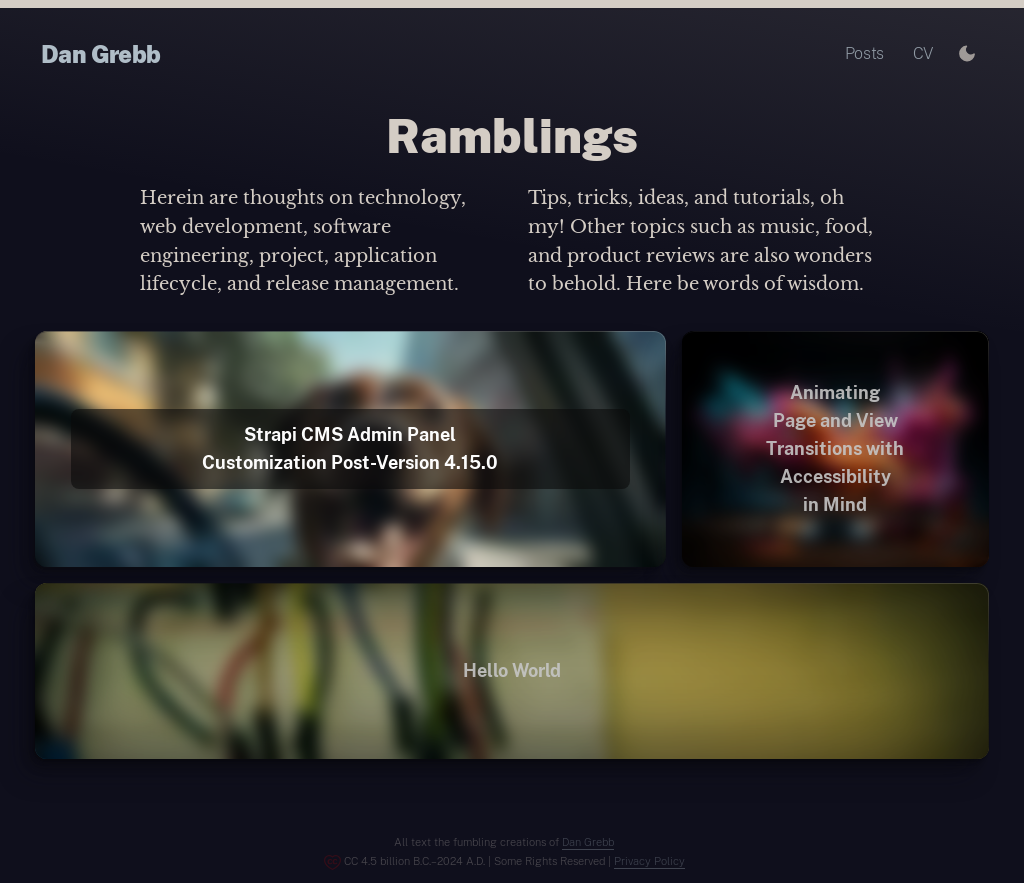 Dan Grebb
Posts
CV
Ramblings
Herein are thoughts on technology,
web development, software
engineering, project, application
lifecycle, and release management.
Tips, tricks, ideas, and tutorials, oh
my! Other topics such as music, food,
and product reviews are also wonders
to behold. Here be words of wisdom.
Strapi CMS Admin Panel
Customization Post-Version 4.15.0
Animating
Page and View
Transitions with
Accessibility
in Mind
Hello World
All text the fumbling creations of Dan Grebb
CC 4.5 billion B.C.–2024 A.D. | Some Rights Reserved | Privacy Policy